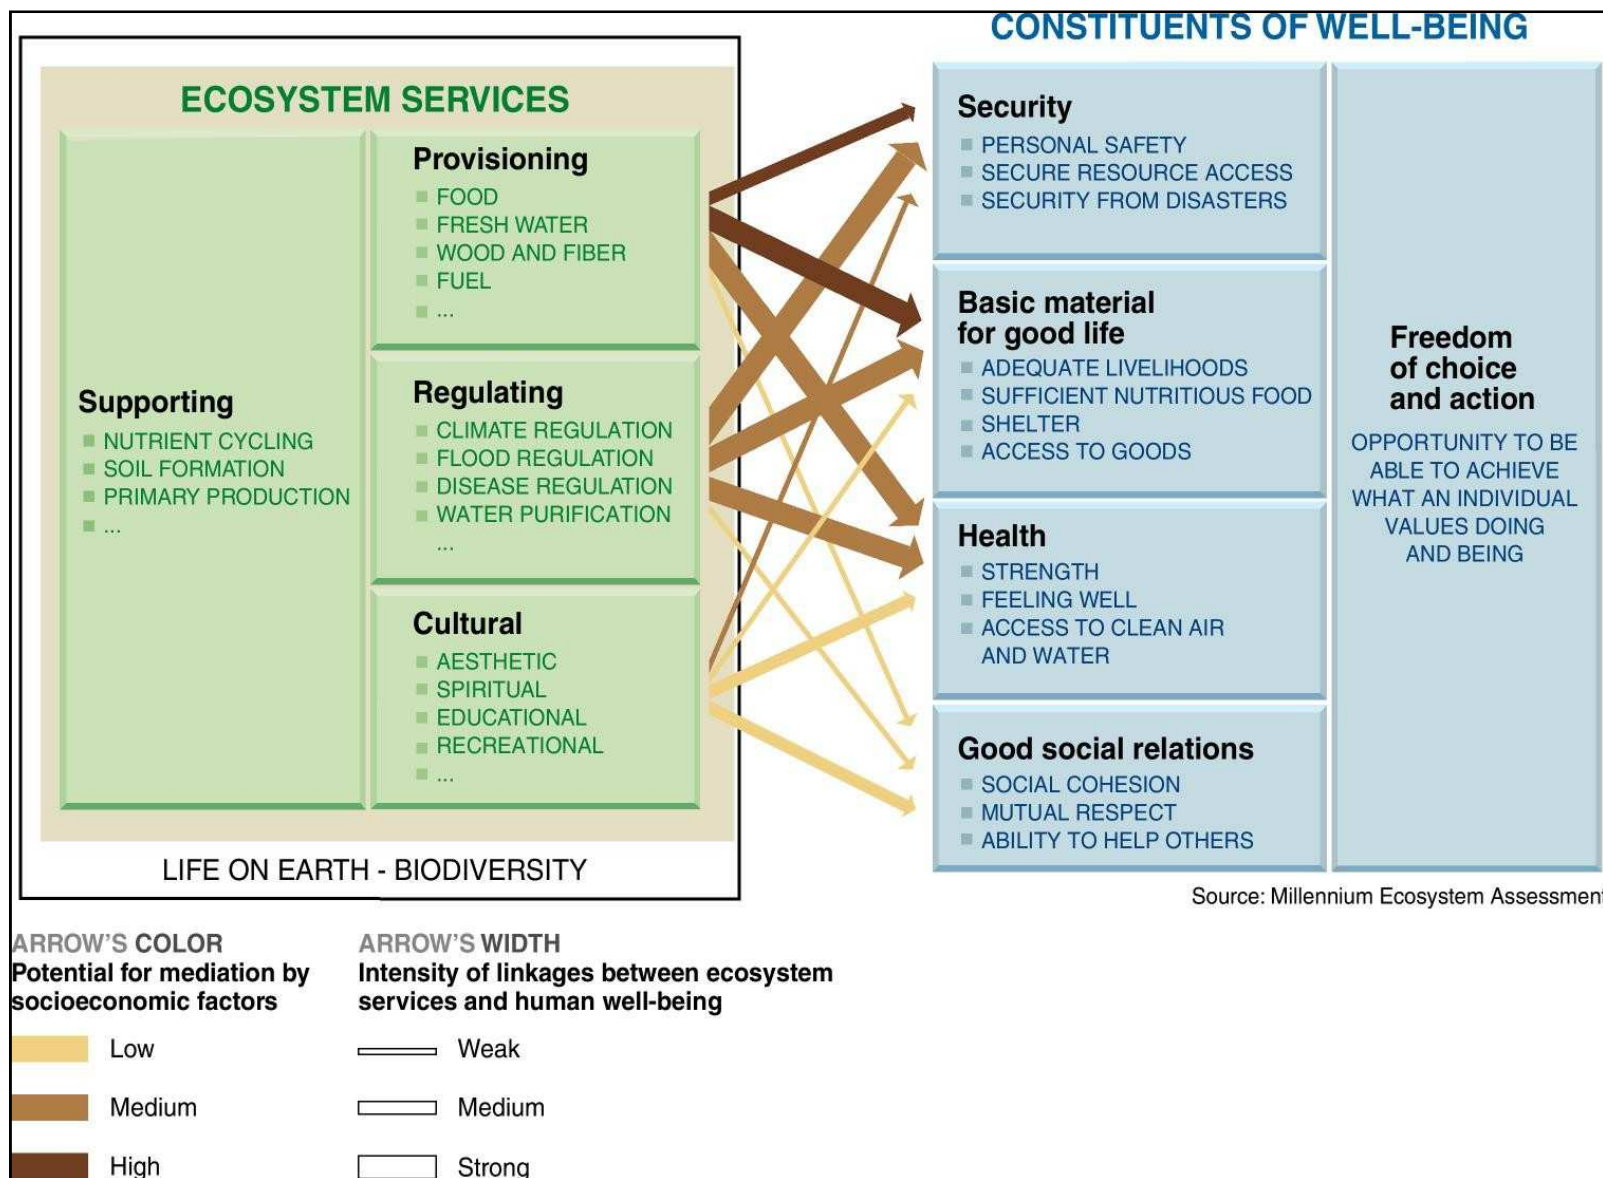 CONSTITUENTS OF WELL-BEING
ECOSYSTEM SERVICES
Supporting
NUTRIENT CYCLING
SOIL FORMATION
PRIMARY PRODUCTION
...
Provisioning
FOOD
FRESH WATER
WOOD AND FIBER
FUEL
...
Regulating
CLIMATE REGULATION
FLOOD REGULATION
DISEASE REGULATION
WATER PURIFICATION
...
Cultural
AESTHETIC
SPIRITUAL
EDUCATIONAL
RECREATIONAL
...
LIFE ON EARTH - BIODIVERSITY
Security
PERSONAL SAFETY
SECURE RESOURCE ACCESS
SECURITY FROM DISASTERS
Basic material
for good life
ADEQUATE LIVELIHOODS
SUFFICIENT NUTRITIOUS FOOD
SHELTER
ACCESS TO GOODS
Health
STRENGTH
FEELING WELL
ACCESS TO CLEAN AIR
AND WATER
Good social relations
SOCIAL COHESION
MUTUAL RESPECT
ABILITY TO HELP OTHERS
Freedom
of choice
and action
OPPORTUNITY TO BE
ABLE TO ACHIEVE
WHAT AN INDIVIDUAL
VALUES DOING
AND BEING
Source: Millennium Ecosystem Assessment
ARROW'S COLOR
Potential for mediation by
socioeconomic factors
Low
Medium
High
ARROW'S WIDTH
Intensity of linkages between ecosystem
services and human well-being
Weak
Medium
Strong